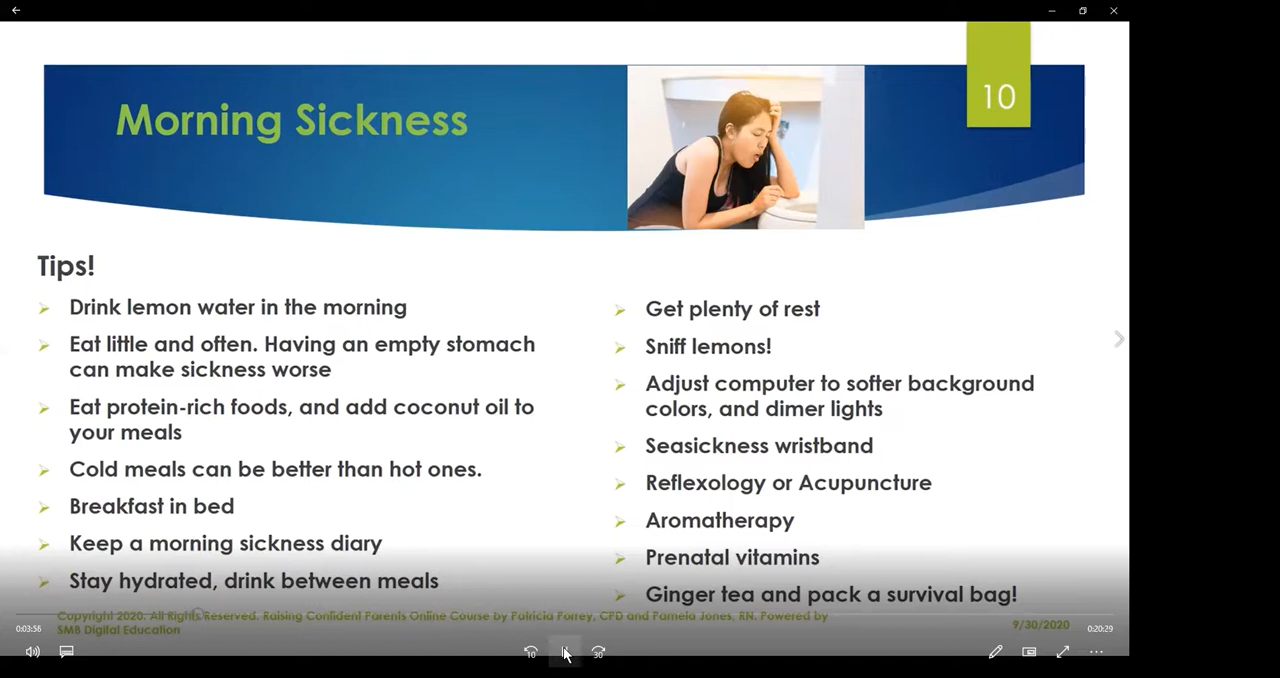 10
Morning Sickness
Tips!
Drink lemon water in the morning
Eat little and often. Having an empty stomach
can make sickness worse
Eat protein-rich foods, and add coconut oil to
your meals
Cold meals can be better than hot ones.
Breakfast in bed
Keep a morning sickness diary
Stay hydrated, drink between meals
Get plenty of rest
Sniff lemons!
Adjust computer to softer background
colors, and dimer lights
Seasickness wristband
Reflexology or Acupuncture
Aromatherapy
Prenatal vitamins
Ginger tea and pack a survival bag!
Copyright 2020. All Rights Reserved. Raising Confident Parents Online Course by Patricia Forrey, CFD and Pamela Jones, RN. Powered by
SMB Digital Education
9/30/2020
0:03:56
0:20:29
10
30